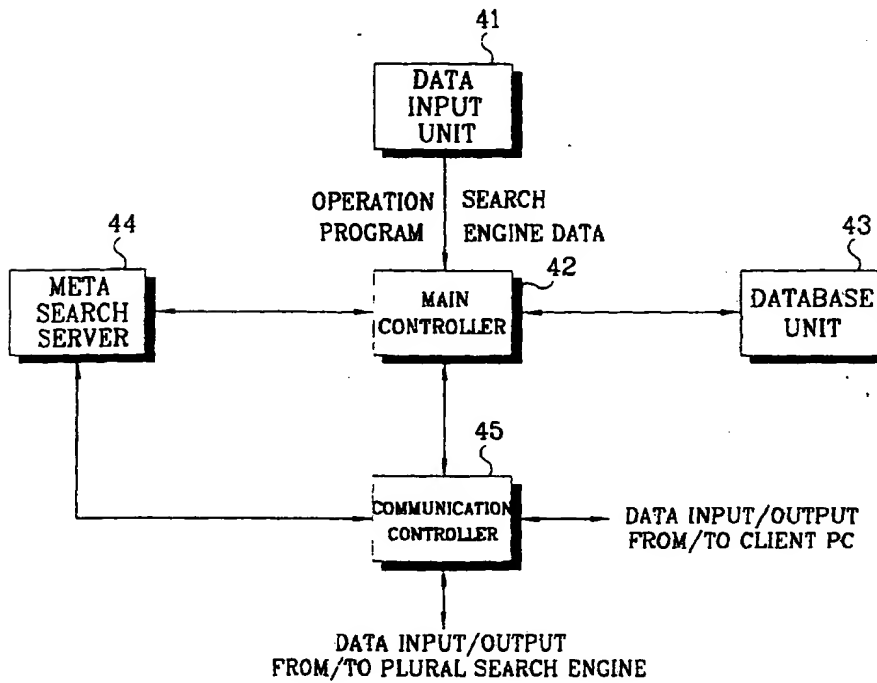 41
DATA
INPUT
UNIT
OPERATION SEARCH
PROGRAM ENGINE DATA
44
META
SEARCH
SERVER
42
MAIN
CONTROLLER
43
DATABASE
UNIT
45
COMMUNICATION
CONTROLLER
DATA INPUT/OUTPUT
FROM/TO CLIENT PC
DATA INPUT/OUTPUT
FROM/TO PLURAL SEARCH ENGINE